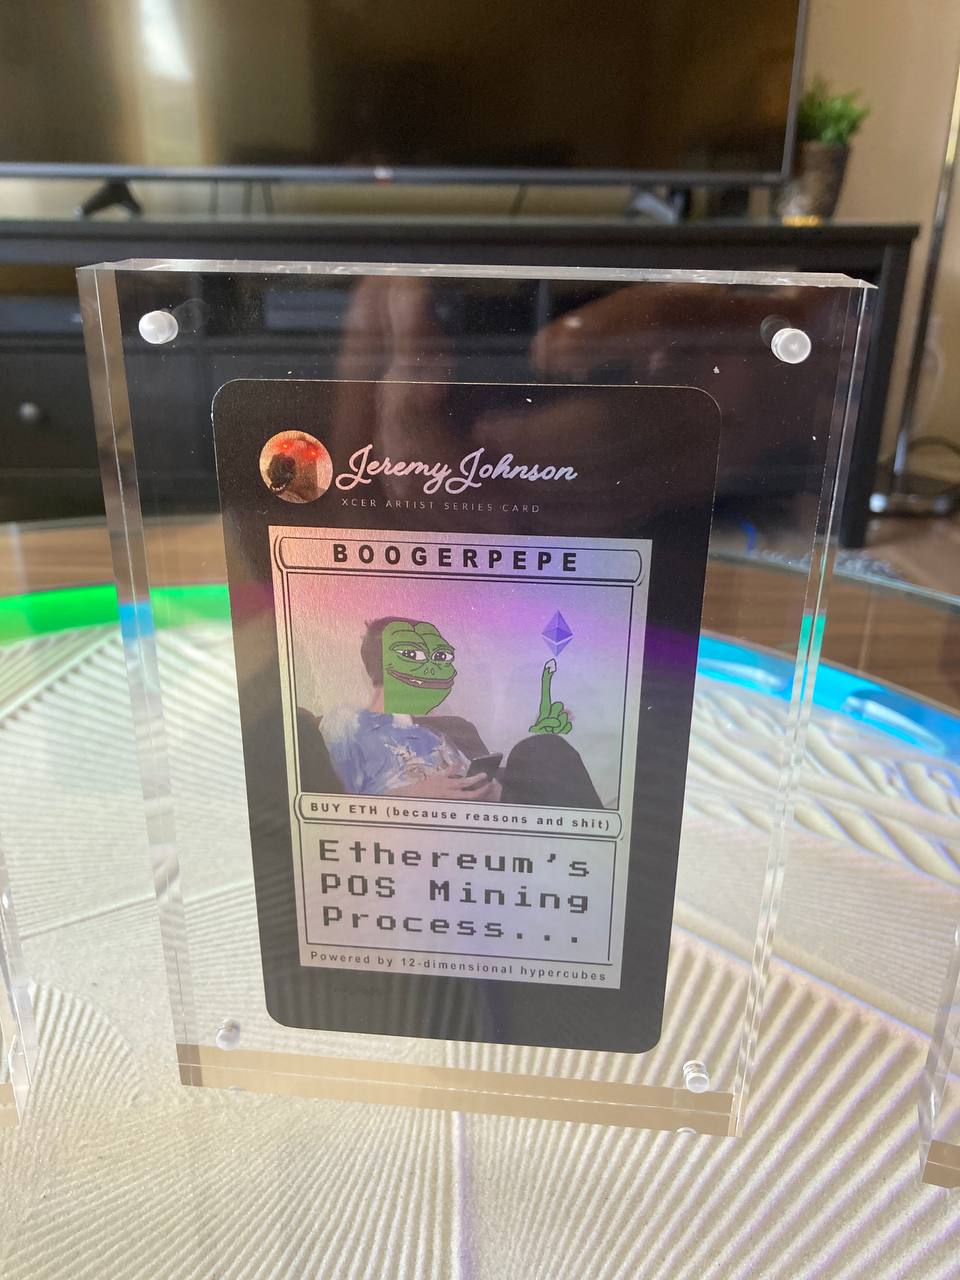 Jeremy Johnson
XCER ARTIST SERIES CARD
BOOGERPEPE
BUY ETH (because reasons and shit)
Ethereum's
POS Mining
Process...
Powered by 12-dimensional hypercubes